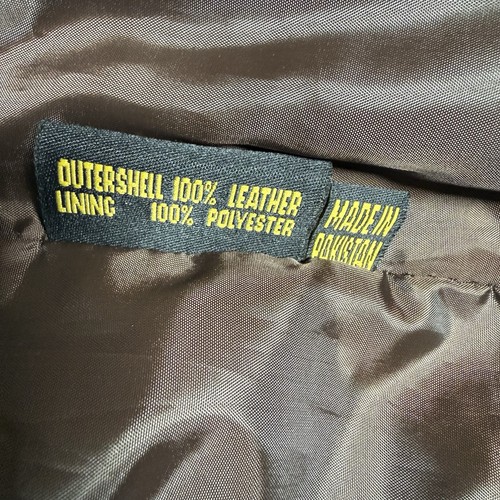 OUTERSHELL 100% LEATHER
LINING 100% POLYESTER
MADE IN
PAKISTAN